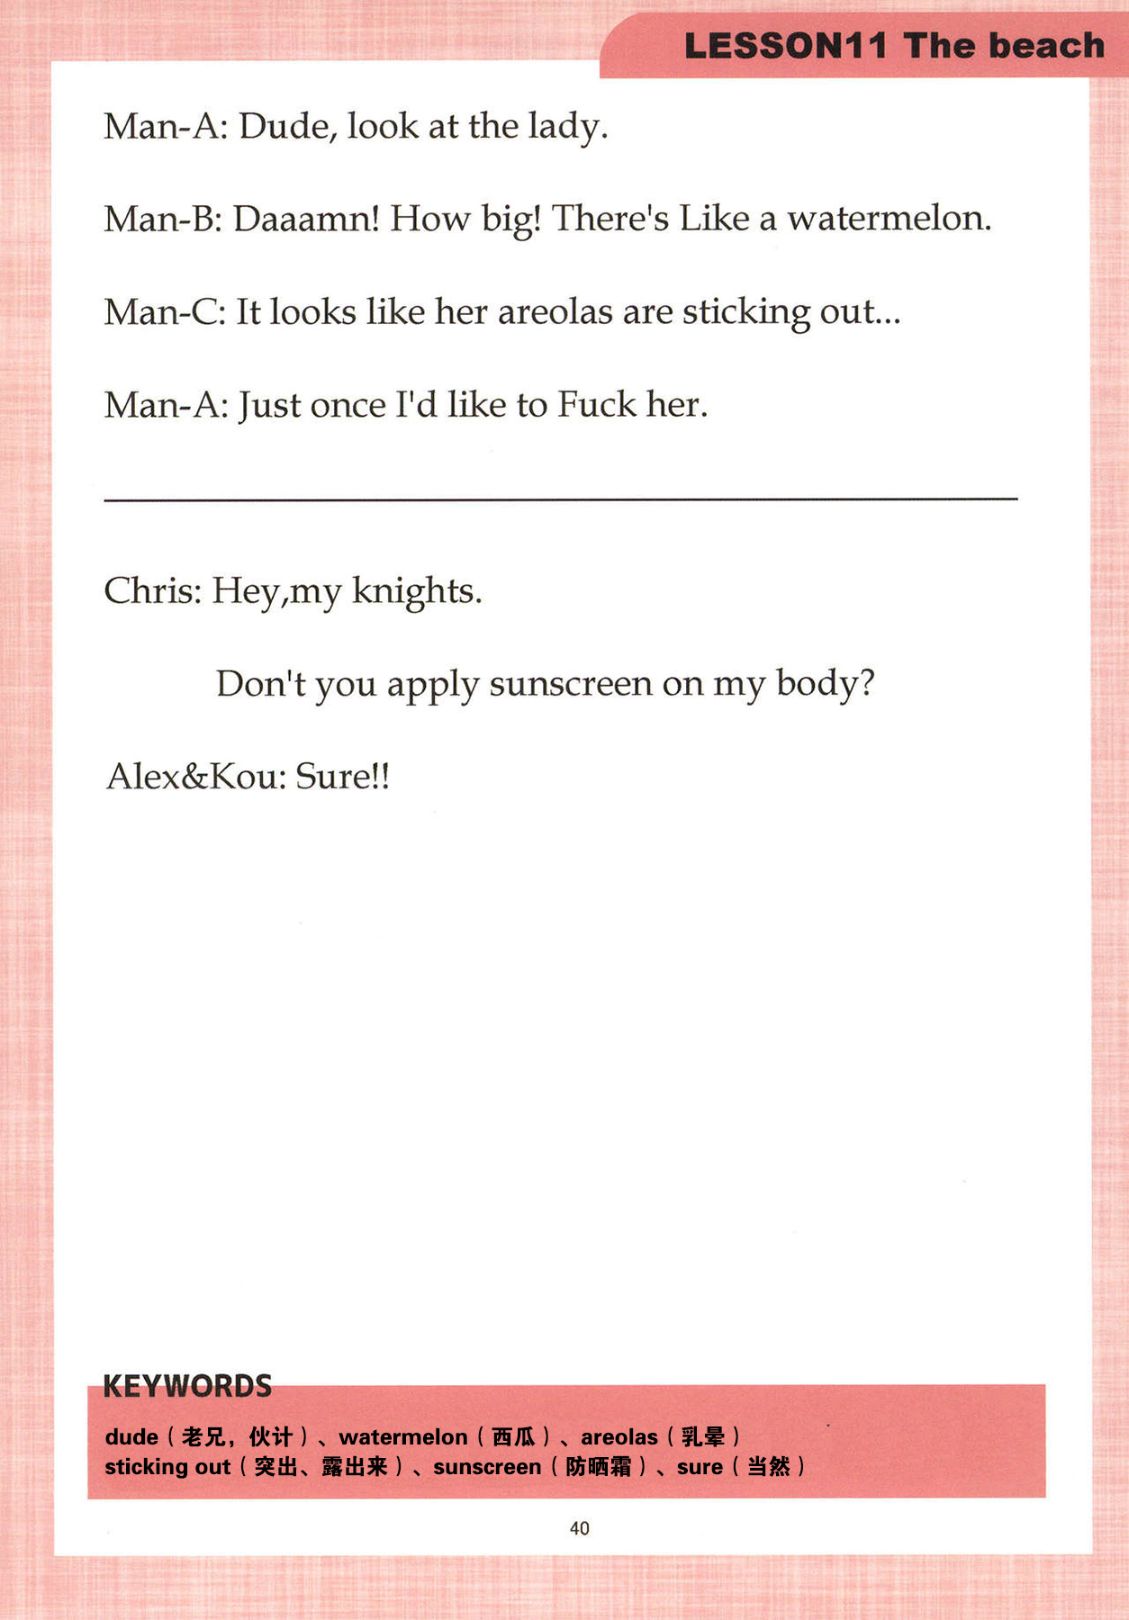 LESSON11 The beach
Man-A: Dude, look at the lady.
Man-B: Daaamn! How big! There's Like a watermelon.
Man-C: It looks like her areolas are sticking out...
Man-A: Just once I'd like to Fuck her.
Chris: Hey,my knights.
Don't you apply sunscreen on my body?
Alex&Kou: Sure!!
KEYWORDS
dude（老兄，伙计）、watermelon（西瓜）、areolas（乳晕）
sticking out（突出、露出来）、sunscreen（防晒霜）、sure（当然）
40